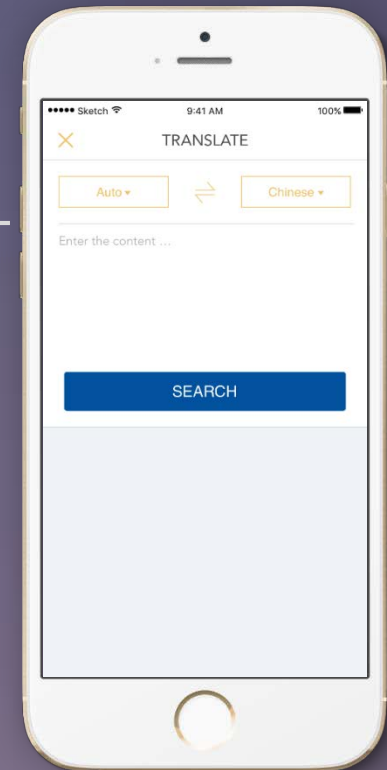 Sketch 9:41 AM 100%
TRANSLATE
Auto Chinese
Enter the content ...
SEARCH